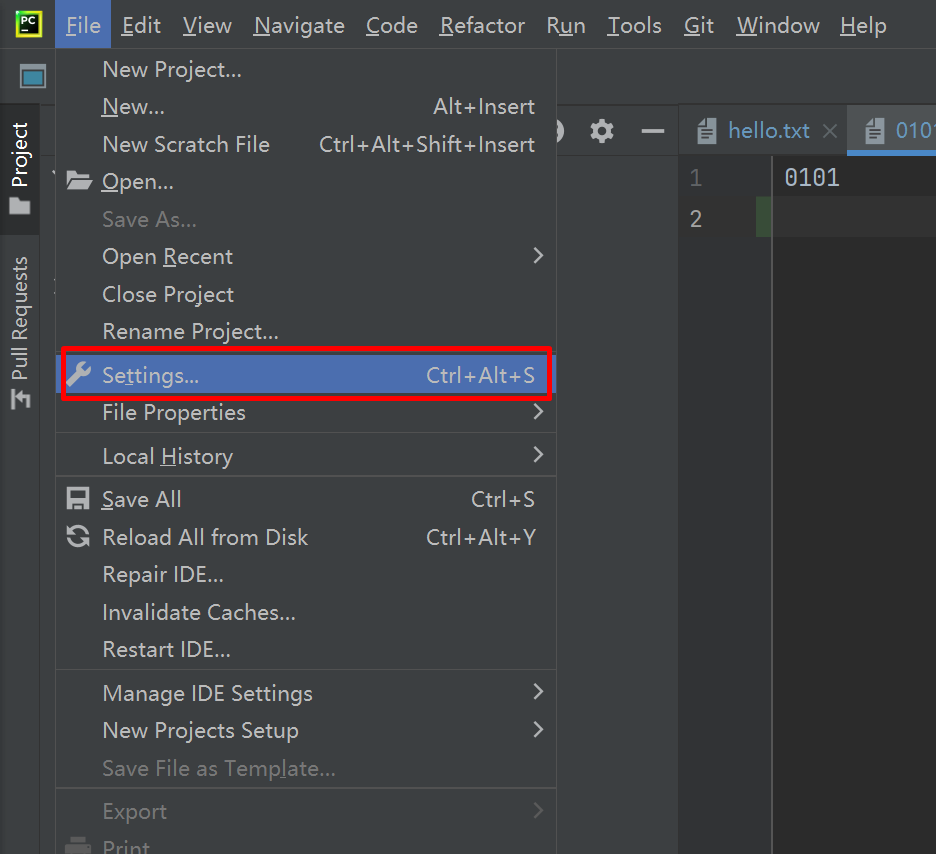 PC File Edit View Navigate Code Refactor Run Tools Git Window Help
New Project...
New... Alt+Insert
New Scratch File Ctrl+Alt+Shift+Insert
Open...
Save As...
Open Recent
Close Project
Rename Project...
Settings... Ctrl+Alt+S
File Properties
Local History
Save All Ctrl+S
Reload All from Disk Ctrl+Alt+Y
Repair IDE...
Invalidate Caches...
Restart IDE...
Manage IDE Settings
New Projects Setup
Save File as Template...
Export
Print
Project
Pull Requests
hello.txt 0101
1 0101
2